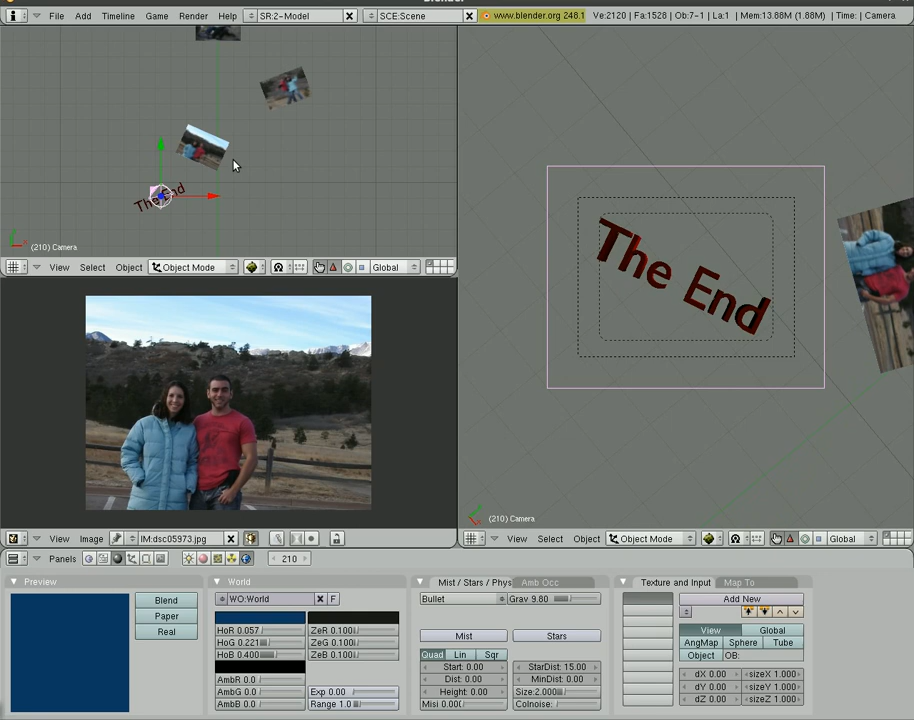 Blender
File Add Timeline Game Render Help SR:2-Model SCE:Scene www.blender.org 248.1 Ve:2120 | Fa:1528 | Ob:7-1 | La:1 | Mem:13.88M (1.88M) | Time: | Camera
The End
(210) Camera
View Select Object Object Mode Global
The End
(210) Camera
View Image IM:dsc05973.jpg
View Select Object Object Mode Global
Panels 210
Preview
Blend
Paper
Real
World
WO:World F
HoR 0.057 ZeR 0.100
HoG 0.221 ZeG 0.100
HoB 0.400 ZeB 0.100
AmbR 0.0
AmbG 0.0 Exp 0.00
AmbB 0.0 Range 1.0
Mist / Stars / Phys Amb Occ
Bullet Grav 9.80
Mist Stars
Quad Lin Sqr
Start: 0.00 StarDist: 15.00
Dist: 0.00 MinDist: 0.00
Height: 0.00 Size:2.000
Misi 0.000 Colnoise:
Texture and Input Map To
Add New
View Global
AngMap Sphere Tube
Object OB:
dX 0.00 sizeX 1.000
dY 0.00 sizeY 1.000
dZ 0.00 sizeZ 1.000